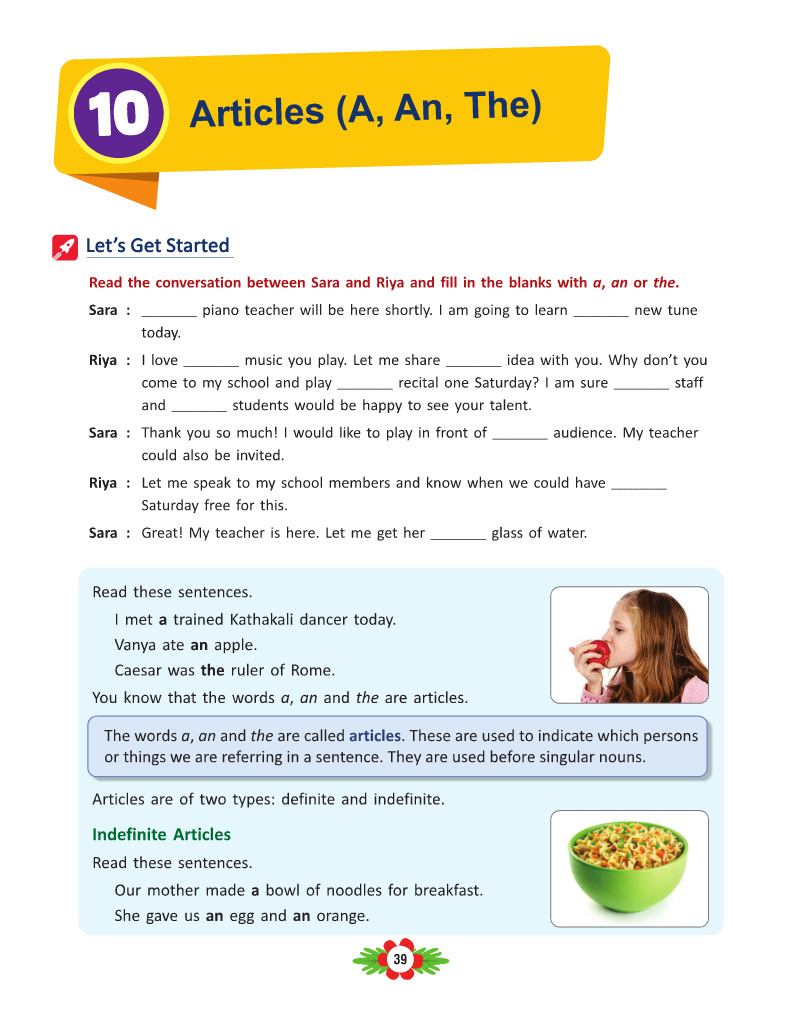 10
Articles (A, An, The)
Let's Get Started
Read the conversation between Sara and Riya and fill in the blanks with a, an or the.
Sara : _______ piano teacher will be here shortly. I am going to learn _______ new tune
today.
Riya : I love _______ music you play. Let me share _______ idea with you. Why don't you
come to my school and play _______ recital one Saturday? I am sure _______ staff
and _______ students would be happy to see your talent.
Sara : Thank you so much! I would like to play in front of _______ audience. My teacher
could also be invited.
Riya : Let me speak to my school members and know when we could have _______
Saturday free for this.
Sara : Great! My teacher is here. Let me get her _______ glass of water.
Read these sentences.
I met a trained Kathakali dancer today.
Vanya ate an apple.
Caesar was the ruler of Rome.
You know that the words a, an and the are articles.
The words a, an and the are called articles. These are used to indicate which persons
or things we are referring in a sentence. They are used before singular nouns.
Articles are of two types: definite and indefinite.
Indefinite Articles
Read these sentences.
Our mother made a bowl of noodles for breakfast.
She gave us an egg and an orange.
39